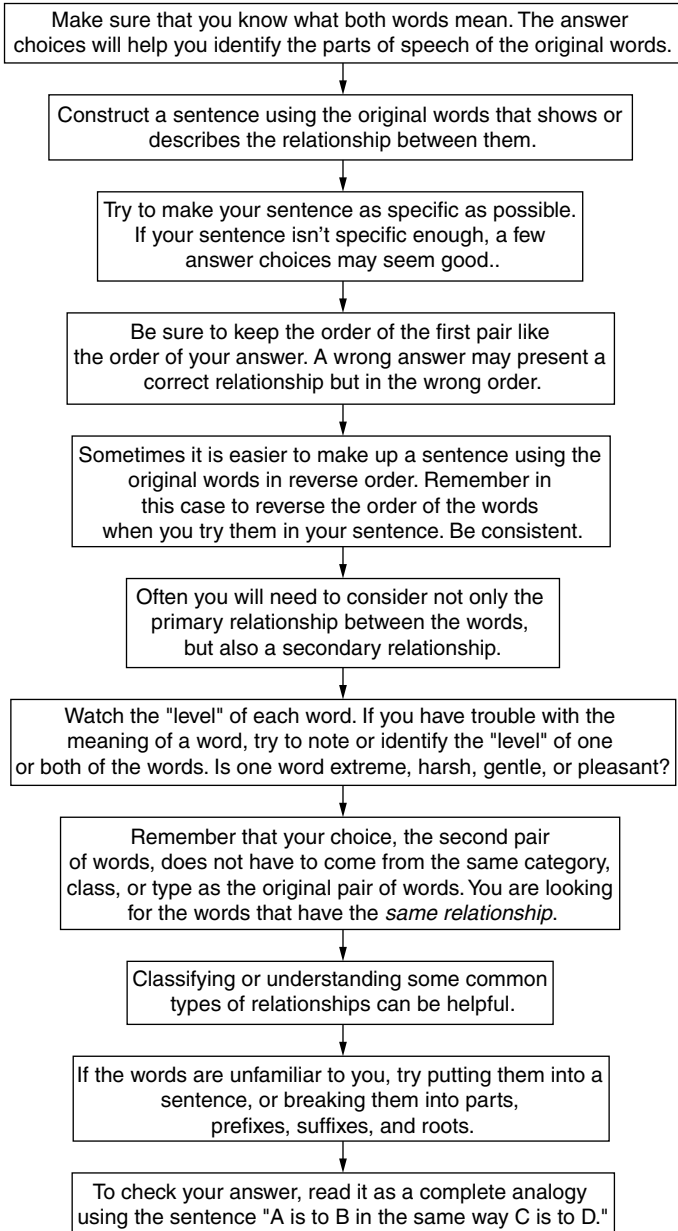 Make sure that you know what both words mean. The answer
choices will help you identify the parts of speech of the original words.
Construct a sentence using the original words that shows or
describes the relationship between them.
Try to make your sentence as specific as possible.
If your sentence isn't specific enough, a few
answer choices may seem good..
Be sure to keep the order of the first pair like
the order of your answer. A wrong answer may present a
correct relationship but in the wrong order.
Sometimes it is easier to make up a sentence using the
original words in reverse order. Remember in
this case to reverse the order of the words
when you try them in your sentence. Be consistent.
Often you will need to consider not only the
primary relationship between the words,
but also a secondary relationship.
Watch the "level" of each word. If you have trouble with the
meaning of a word, try to note or identify the "level" of one
or both of the words. Is one word extreme, harsh, gentle, or pleasant?
Remember that your choice, the second pair
of words, does not have to come from the same category,
class, or type as the original pair of words. You are looking
for the words that have the same relationship.
Classifying or understanding some common
types of relationships can be helpful.
If the words are unfamiliar to you, try putting them into a
sentence, or breaking them into parts,
prefixes, suffixes, and roots.
To check your answer, read it as a complete analogy
using the sentence "A is to B in the same way C is to D."